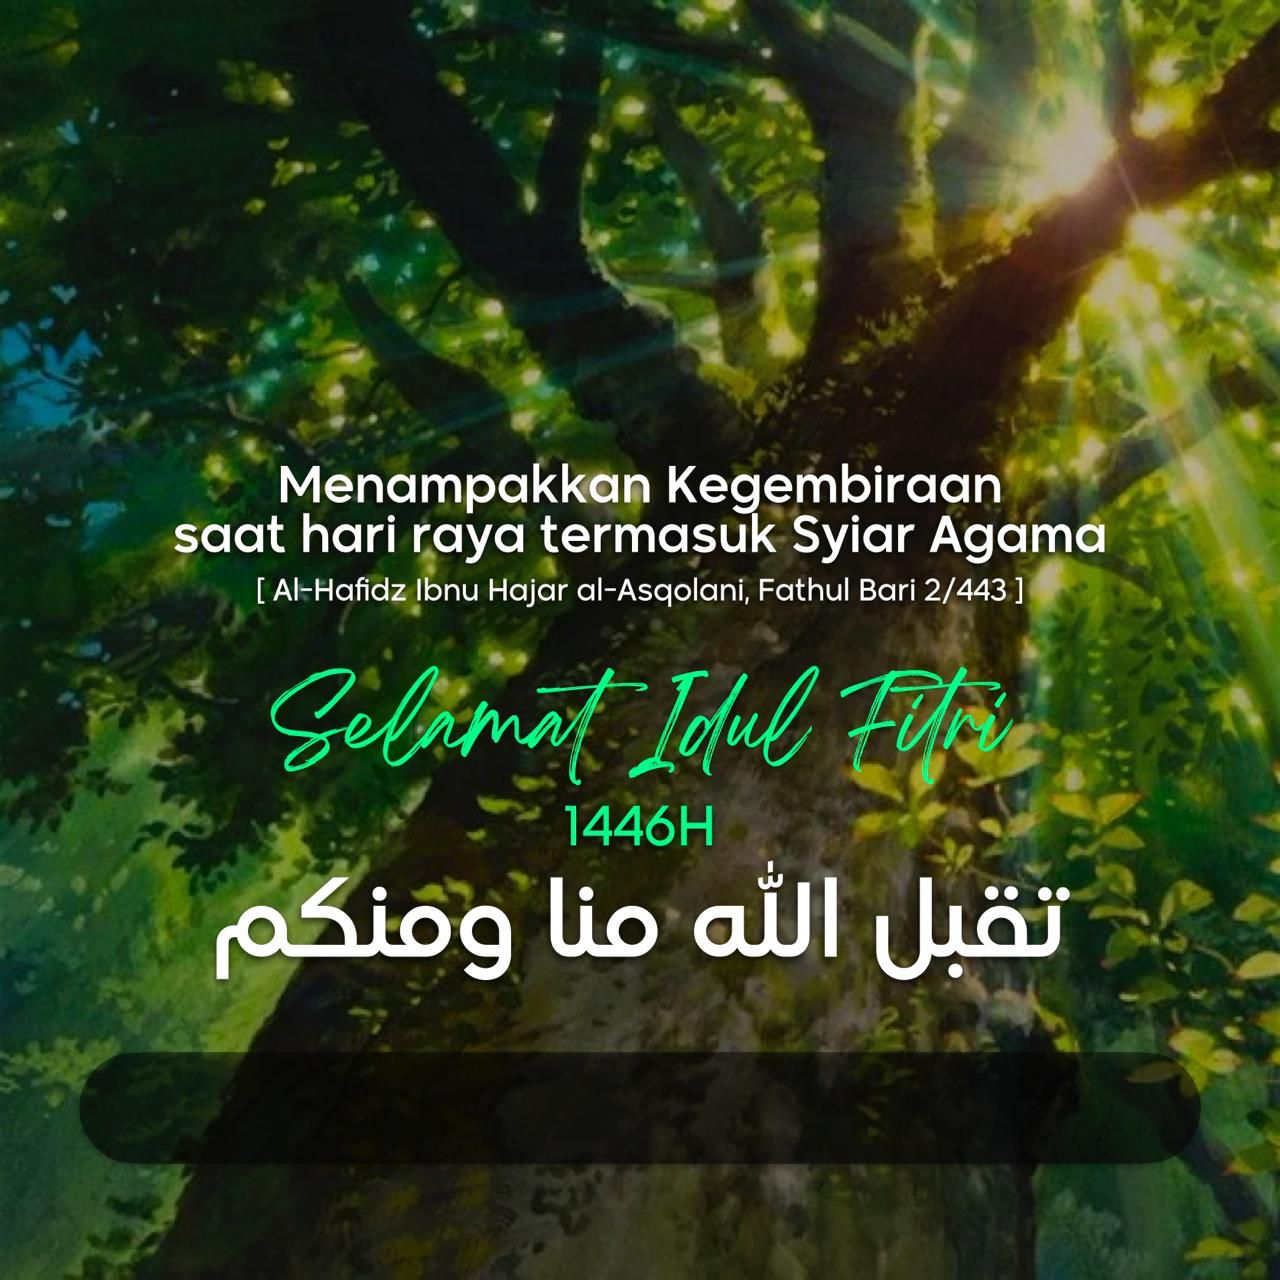 Menampakkan Kegembiraan
saat hari raya termasuk Syiar Agama
[ Al-Hafidz Ibnu Hajar al-Asqolani, Fathul Bari 2/443 ]
Selamat Idul Fitri
1446H
تقبل اللّٰه منا ومنكم